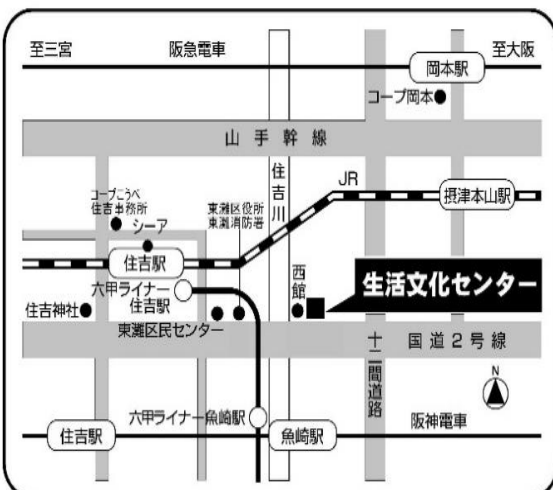 至三宮
阪急電車
至大阪
岡本駅
コープ岡本
山手幹線
住吉川
JR
摂津本山駅
コープこうべ
住吉事務所
シーア
東灘区役所
東灘消防署
住吉駅
六甲ライナー
住吉駅
西館
生活文化センター
住吉神社
東灘区民センター
十二間道路
国道2号線
N
六甲ライナー魚崎駅
住吉駅
魚崎駅
阪神電車